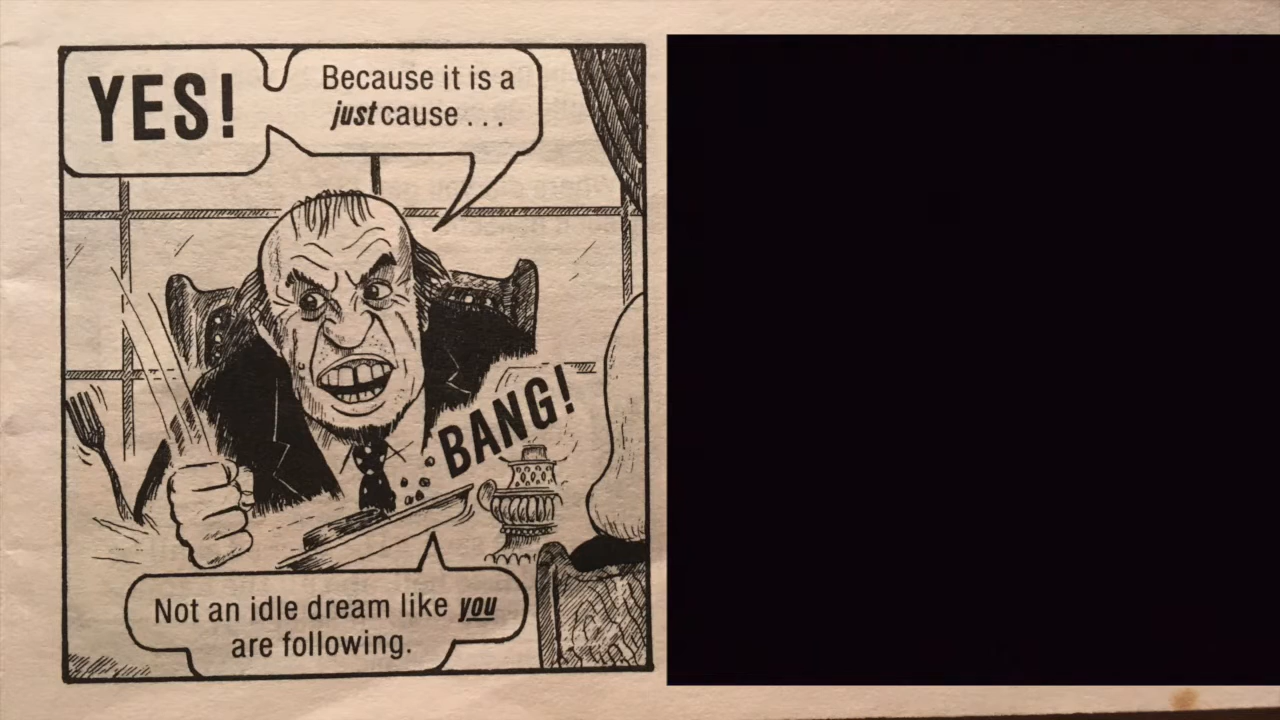 YES!
Because it is a
just cause . . .
BANG!
Not an idle dream like you
are following.